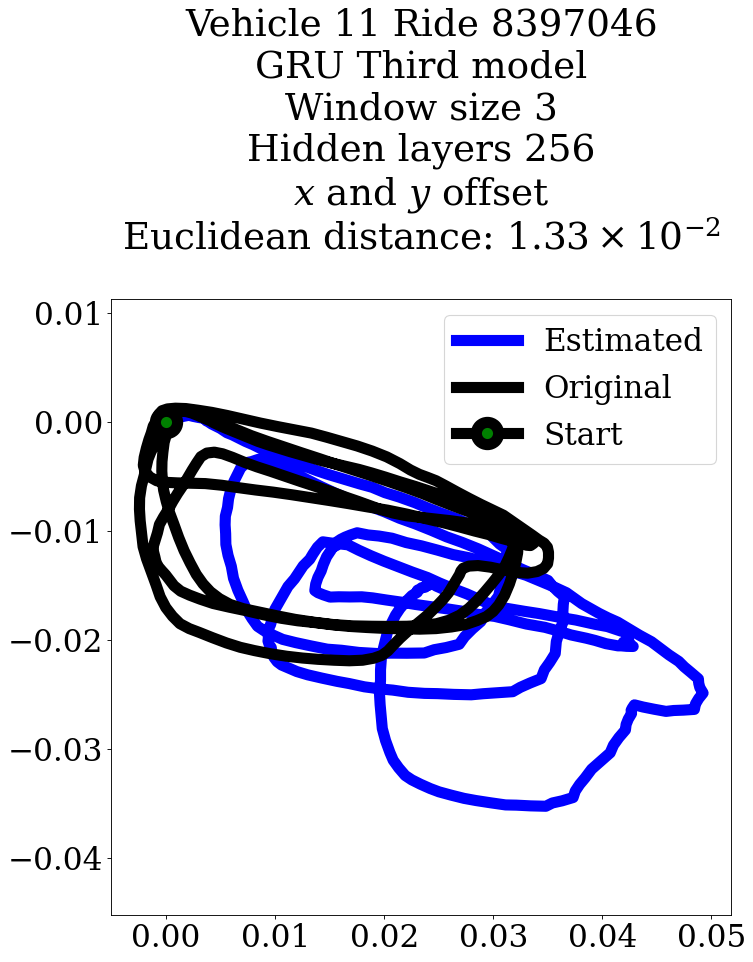 Vehicle 11 Ride 8397046
GRU Third model
Window size 3
Hidden layers 256
x and y offset
Euclidean distance: 1.33 × 10⁻²
Estimated
Original
Start
0.01
0.00
−0.01
−0.02
−0.03
−0.04
0.00 0.01 0.02 0.03 0.04 0.05